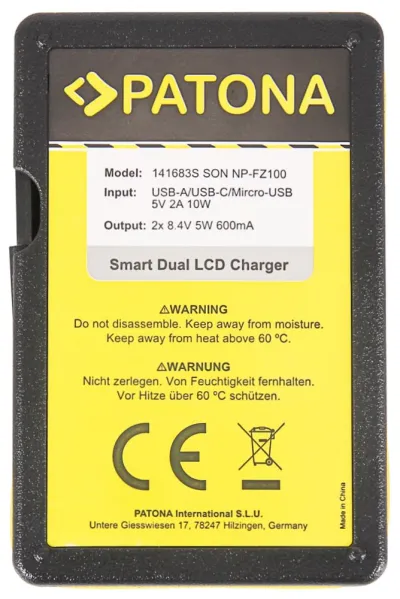 PATONA
Model: 141683S SON NP-FZ100
Input: USB-A/USB-C/Mircro-USB
5V 2A 10W
Output: 2x 8.4V 5W 600mA
Smart Dual LCD Charger
⚠WARNING
Do not disassemble. Keep away from moisture.
Keep away from heat above 60 ºC.
⚠WARNUNG
Nicht zerlegen. Von Feuchtigkeit fernhalten.
Vor Hitze über 60 ºC schützen.
CE
PATONA International S.L.U.
Untere Giesswiesen 17, 78247 Hilzingen, Germany
Made in China